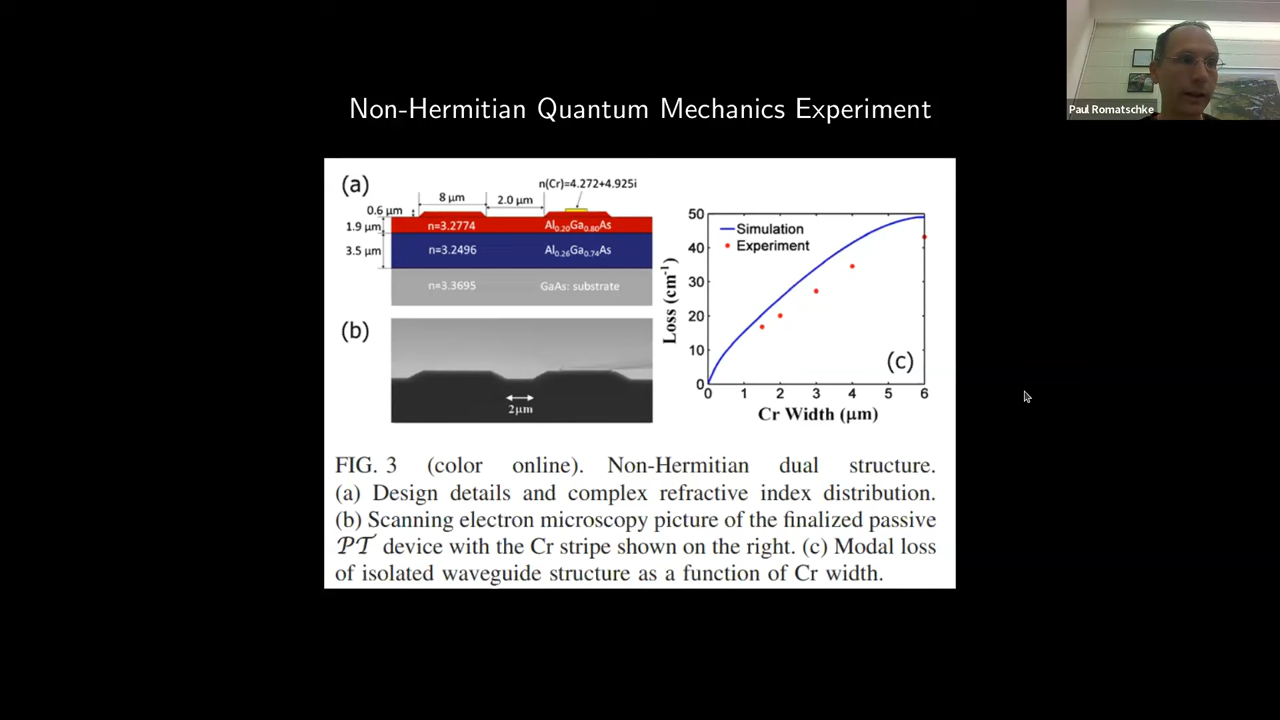 Non-Hermitian Quantum Mechanics Experiment
Paul Romatschke
(a)
n(Cr)=4.272+4.925i
8 μm
2.0 μm
0.6 μm
1.9 μm
n=3.2774
Al0.20Ga0.80As
3.5 μm
n=3.2496
Al0.26Ga0.74As
n=3.3695
GaAs: substrate
(b)
2μm
Simulation
Experiment
Loss (cm-1)
50
40
30
20
10
0
(c)
0 1 2 3 4 5 6
Cr Width (μm)
FIG. 3 (color online). Non-Hermitian dual structure.
(a) Design details and complex refractive index distribution.
(b) Scanning electron microscopy picture of the finalized passive
𝒫𝒯 device with the Cr stripe shown on the right. (c) Modal loss
of isolated waveguide structure as a function of Cr width.